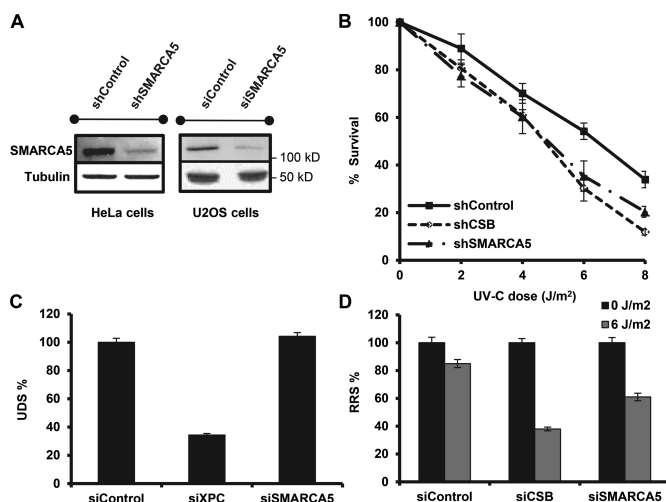 A
shControl
shSMARCA5
siControl
siSMARCA5
SMARCA5
Tubulin
100 kD
50 kD
HeLa cells
U2OS cells
B
% Survival
100
80
60
40
20
0
0 2 4 6 8
UV-C dose (J/m²)
shControl
shCSB
shSMARCA5
C
UDS %
120
100
80
60
40
20
0
siControl siXPC siSMARCA5
D
RRS %
120
100
80
60
40
20
0
0 J/m2
6 J/m2
siControl siCSB siSMARCA5